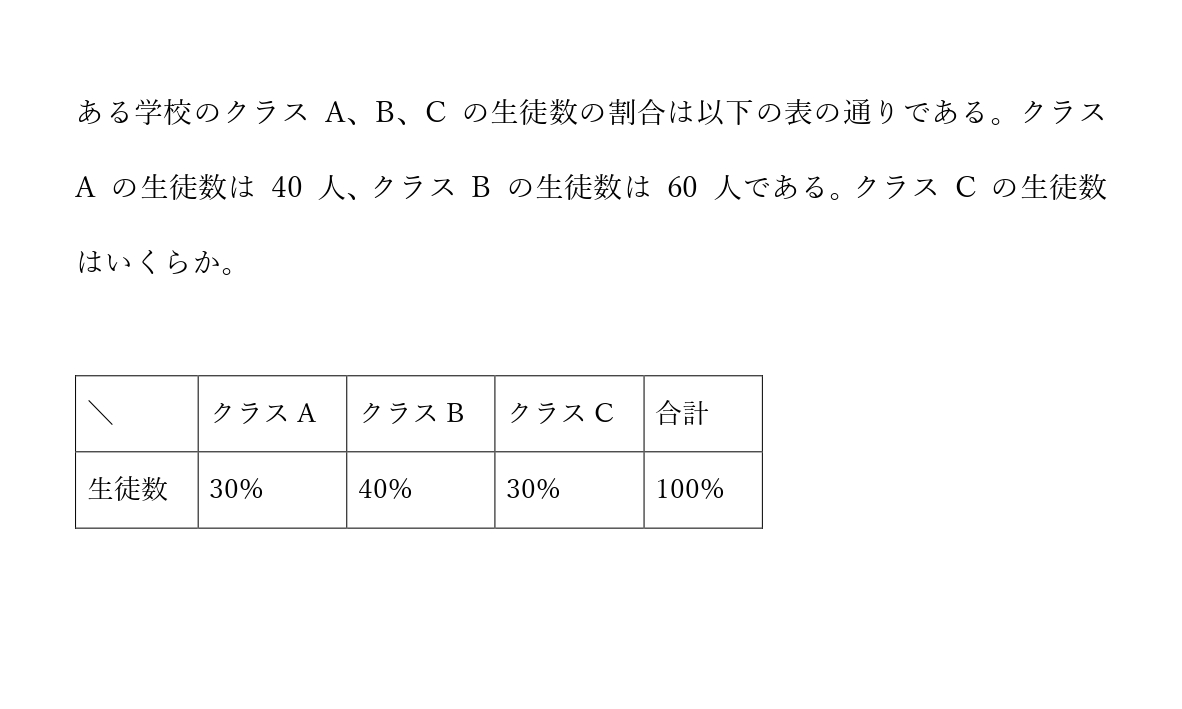 ある学校のクラス A、B、C の生徒数の割合は以下の表の通りである。クラス
A の生徒数は 40 人、クラス B の生徒数は 60 人である。クラス C の生徒数
はいくらか。
＼ クラス A クラス B クラス C 合計
生徒数 30% 40% 30% 100%